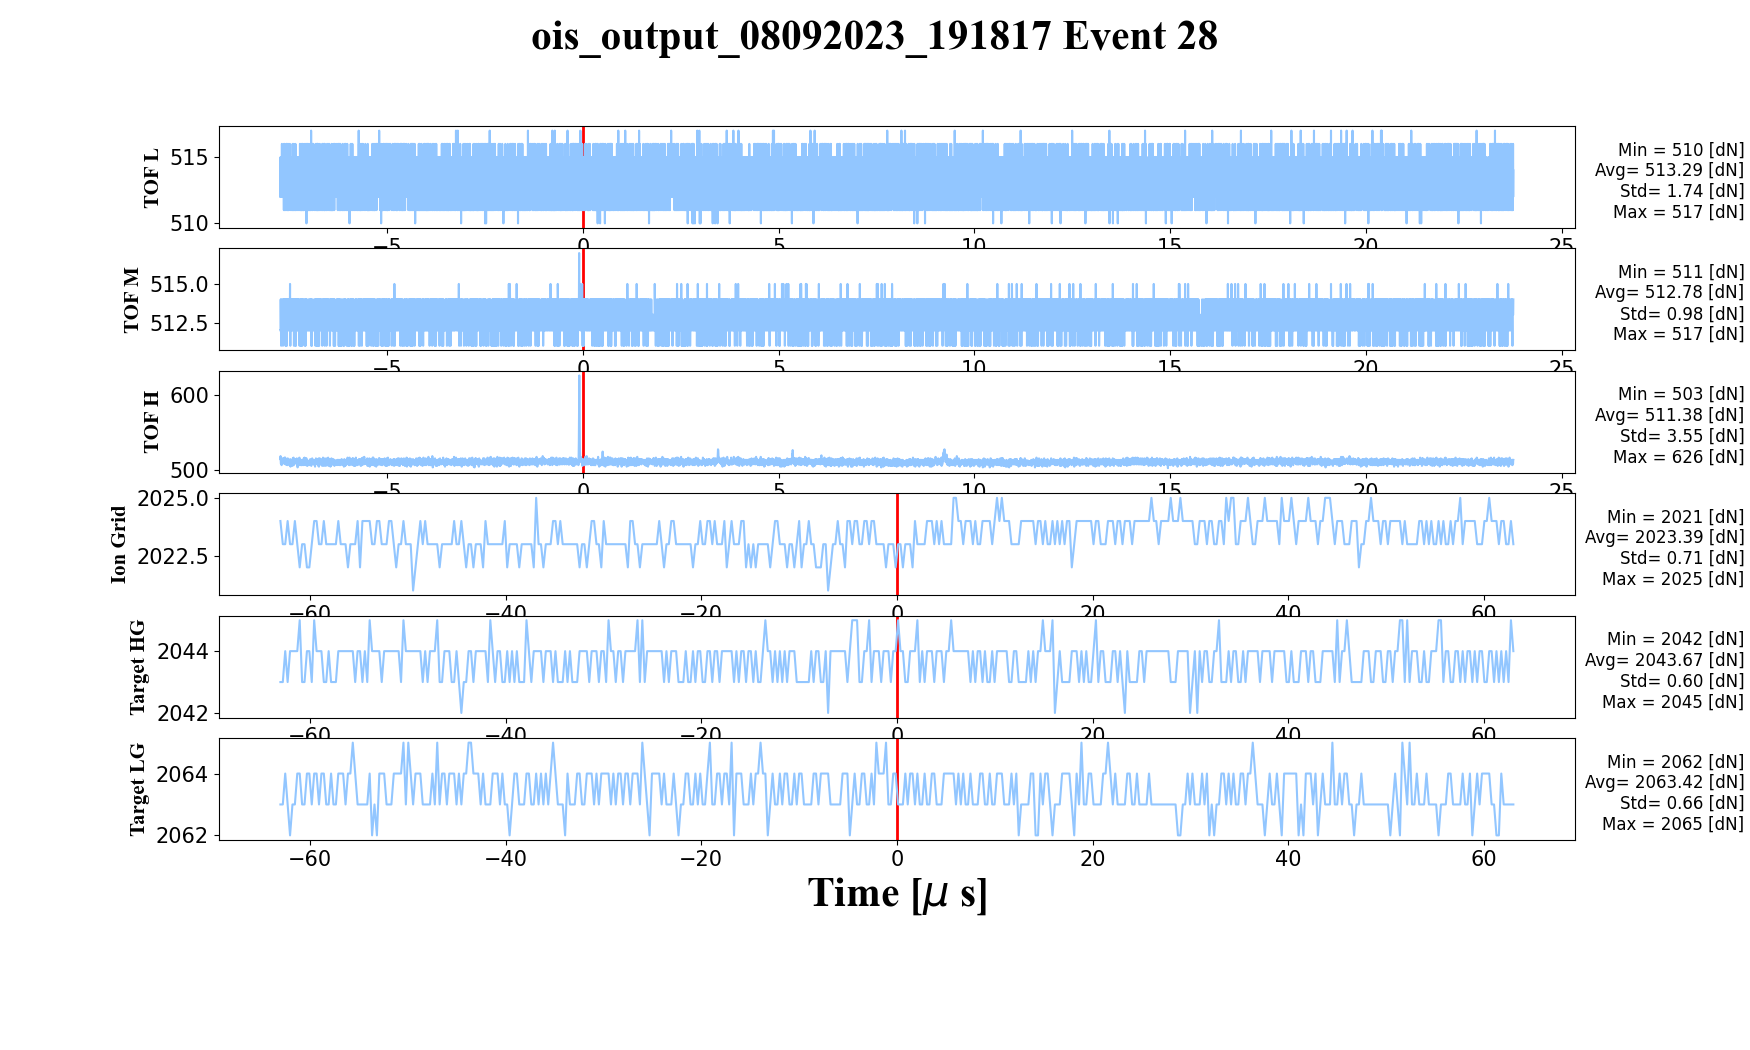 ois_output_08092023_191817 Event 28
TOF L
515
510
−5 0 5 10 15 20 25
Min = 510 [dN]
Avg= 513.29 [dN]
Std= 1.74 [dN]
Max = 517 [dN]
TOF M
515.0
512.5
−5 0 5 10 15 20 25
Min = 511 [dN]
Avg= 512.78 [dN]
Std= 0.98 [dN]
Max = 517 [dN]
TOF H
600
500
−5 0 5 10 15 20 25
Min = 503 [dN]
Avg= 511.38 [dN]
Std= 3.55 [dN]
Max = 626 [dN]
Ion Grid
2025.0
2022.5
−60 −40 −20 0 20 40 60
Min = 2021 [dN]
Avg= 2023.39 [dN]
Std= 0.71 [dN]
Max = 2025 [dN]
Target HG
2044
2042
−60 −40 −20 0 20 40 60
Min = 2042 [dN]
Avg= 2043.67 [dN]
Std= 0.60 [dN]
Max = 2045 [dN]
Target LG
2064
2062
−60 −40 −20 0 20 40 60
Min = 2062 [dN]
Avg= 2063.42 [dN]
Std= 0.66 [dN]
Max = 2065 [dN]
Time [μ s]